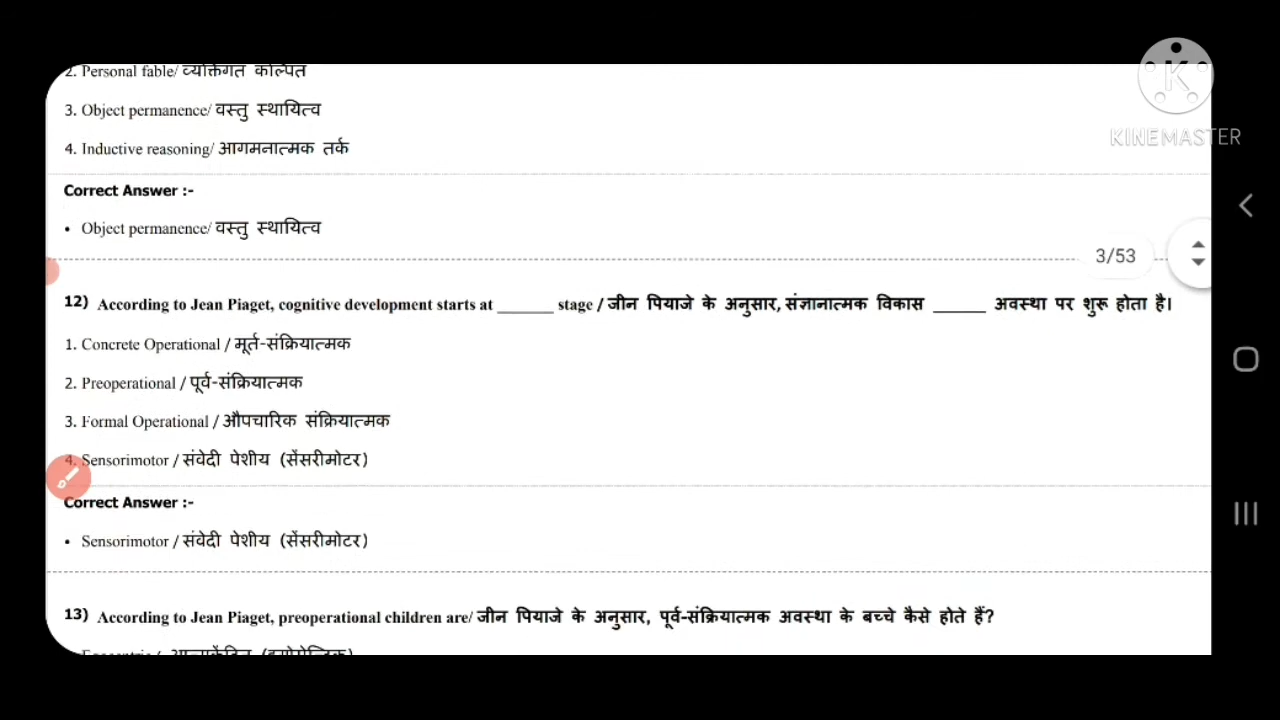 2. Personal fable/ व्यक्तिगत कल्पित
3. Object permanence/ वस्तु स्थायित्व
4. Inductive reasoning/ आगमनात्मक तर्क
Correct Answer :-
• Object permanence/ वस्तु स्थायित्व
K
KINEMASTER
3/53
12) According to Jean Piaget, cognitive development starts at _______ stage / जीन पियाजे के अनुसार, संज्ञानात्मक विकास _______ अवस्था पर शुरू होता है।
1. Concrete Operational / मूर्त-संक्रियात्मक
2. Preoperational / पूर्व-संक्रियात्मक
3. Formal Operational / औपचारिक संक्रियात्मक
4. Sensorimotor / संवेदी पेशीय (सेंसरीमोटर)
Correct Answer :-
• Sensorimotor / संवेदी पेशीय (सेंसरीमोटर)
13) According to Jean Piaget, preoperational children are/ जीन पियाजे के अनुसार, पूर्व-संक्रियात्मक अवस्था के बच्चे कैसे होते हैं?